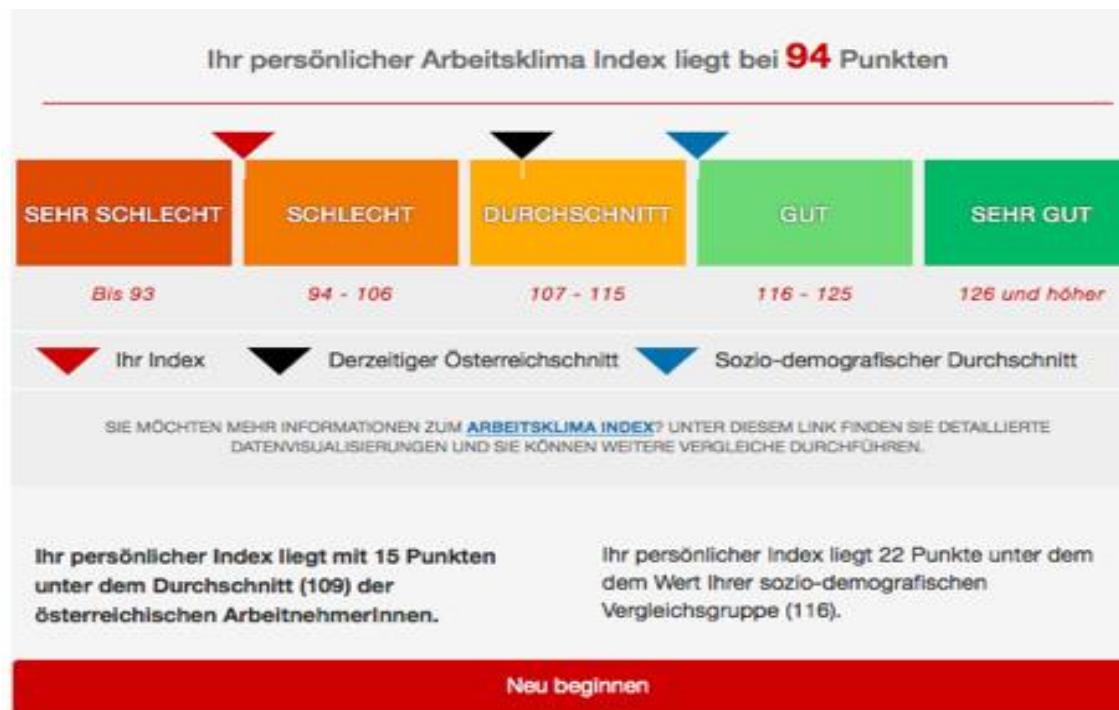 Ihr persönlicher Arbeitsklima Index liegt bei 94 Punkten
SEHR SCHLECHT
SCHLECHT
DURCHSCHNITT
GUT
SEHR GUT
Bis 93
94 - 106
107 - 115
116 - 125
126 und höher
Ihr Index
Derzeitiger Österreichschnitt
Sozio-demografischer Durchschnitt
SIE MÖCHTEN MEHR INFORMATIONEN ZUM ARBEITSKLIMA INDEX? UNTER DIESEM LINK FINDEN SIE DETAILLIERTE
DATENVISUALISIERUNGEN UND SIE KÖNNEN WEITERE VERGLEICHE DURCHFÜHREN.
Ihr persönlicher Index liegt mit 15 Punkten
unter dem Durchschnitt (109) der
österreichischen ArbeitnehmerInnen.
Ihr persönlicher Index liegt 22 Punkte unter dem
dem Wert Ihrer sozio-demografischen
Vergleichsgruppe (116).
Neu beginnen